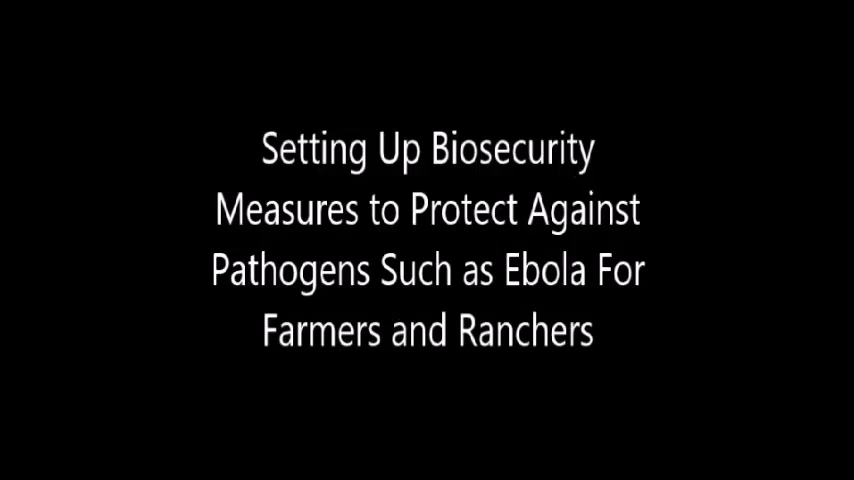 Setting Up Biosecurity
Measures to Protect Against
Pathogens Such as Ebola For
Farmers and Ranchers